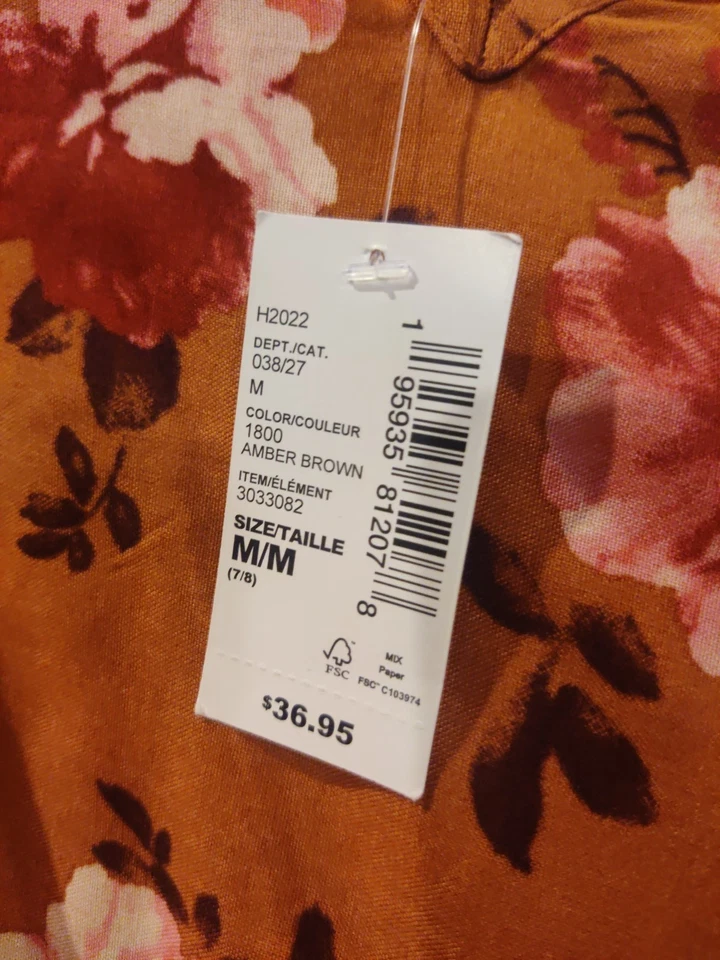 H2022
DEPT./CAT.
038/27
M
COLOR/COULEUR
1800
AMBER BROWN
ITEM/ÉLÉMENT
3033082
SIZE/TAILLE
M/M
(7/8)
1 95935 81207 8
FSC
MIX
Paper
FSC™ C103974
$36.95